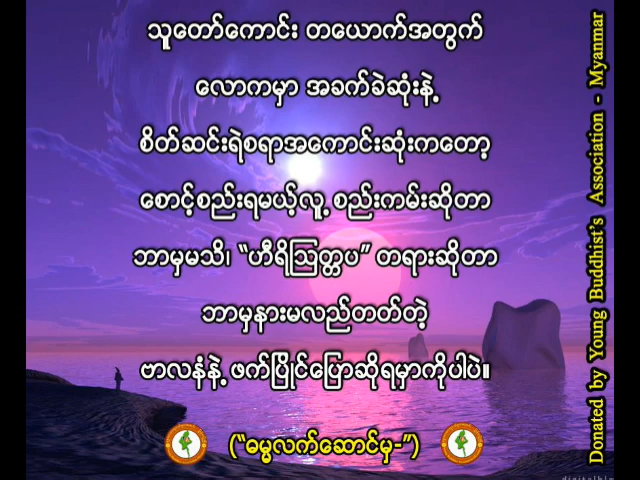 သူတော်ကောင်း တယောက်အတွက်
လောကမှာ အခက်ခဲဆုံးနဲ့
စိတ်ဆင်းရဲစရာအကောင်းဆုံးကတော့
စောင့်စည်းရမယ့်လူ့ စည်းကမ်းဆိုတာ
ဘာမှမသိ၊ “ဟီရိဩတ္တပ” တရားဆိုတာ
ဘာမှနားမလည်တတ်တဲ့
ဗာလနံနဲ့ ဖက်ပြိုင်ပြောဆိုရမှာကိုပါပဲ။
(“ဓမ္မလက်ဆောင်မှ-”)
Donated by Young Buddhist's Association - Myanmar